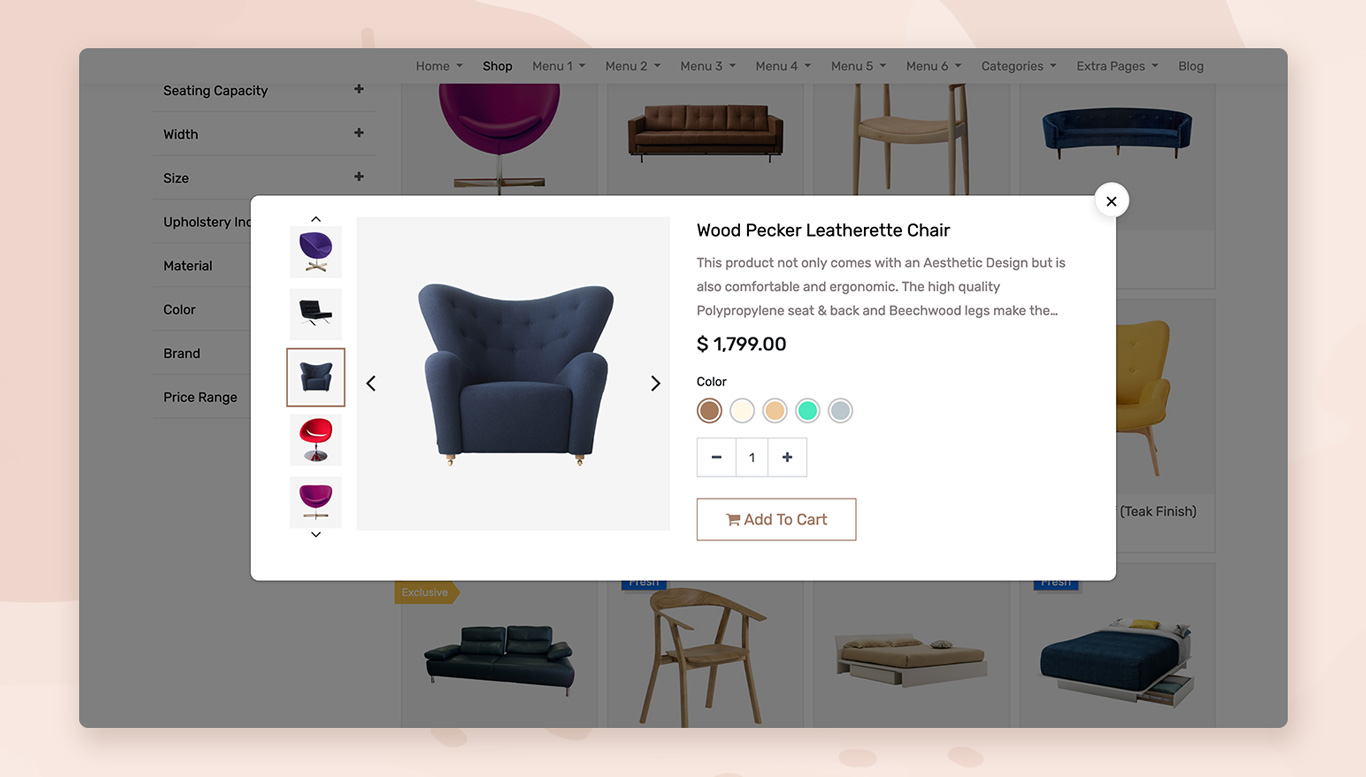 Home
Shop
Menu 1
Menu 2
Menu 3
Menu 4
Menu 5
Menu 6
Categories
Extra Pages
Blog
Seating Capacity
Width
Size
Upholstery Inc
Material
Color
Brand
Price Range
Wood Pecker Leatherette Chair
This product not only comes with an Aesthetic Design but is
also comfortable and ergonomic. The high quality
Polypropylene seat & back and Beechwood legs make the…
$ 1,799.00
Color
1
Add To Cart
(Teak Finish)
Exclusive
Fresh
Fresh